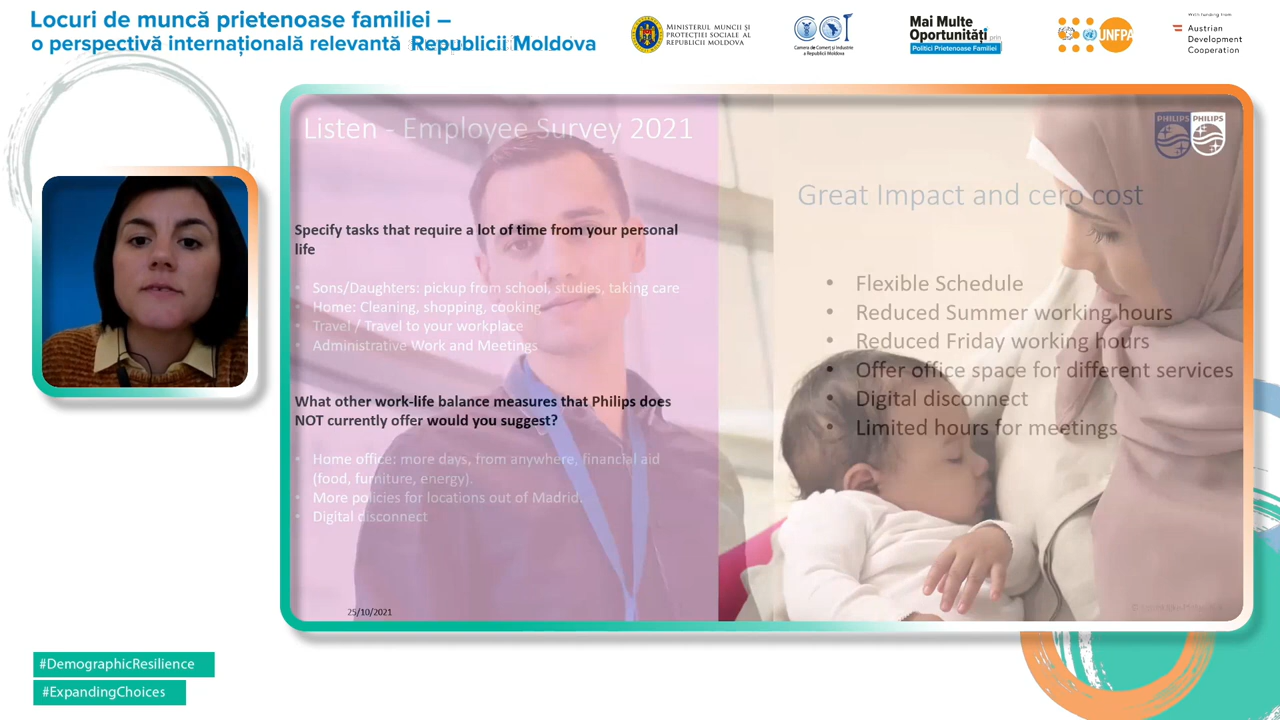 Locuri de muncă prietenoase familiei –
o perspectivă internațională relevantă Republicii Moldova
MINISTERUL MUNCII ȘI
PROTECȚIEI SOCIALE AL
REPUBLICII MOLDOVA
Camera de Comerț și Industrie
a Republicii Moldova
Mai Multe
Oportunități prin
Politici Prietenoase Familiei
UNFPA
With funding from
Austrian
Development
Cooperation
Listen - Employee Survey 2021
Specify tasks that require a lot of time from your personal
life
• Sons/Daughters: pickup from school, studies, taking care
• Home: Cleaning, shopping, cooking
• Travel / Travel to your workplace
• Administrative Work and Meetings
What other work-life balance measures that Philips does
NOT currently offer would you suggest?
• Home office: more days, from anywhere, financial aid
(food, furniture, energy).
• More policies for locations out of Madrid.
• Digital disconnect
25/10/2021
PHILIPS PHILIPS
Great Impact and cero cost
• Flexible Schedule
• Reduced Summer working hours
• Reduced Friday working hours
• Offer office space for different services
• Digital disconnect
• Limited hours for meetings
#DemographicResilience
#ExpandingChoices